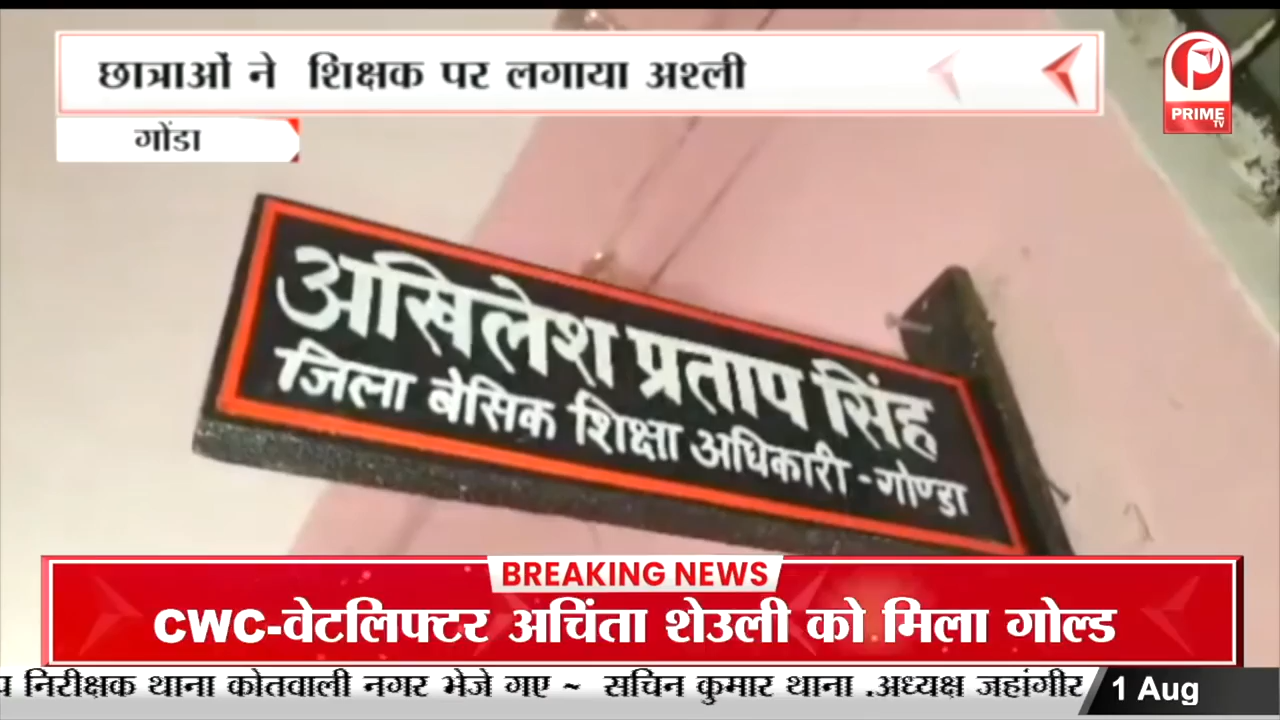 छात्राओं ने शिक्षक पर लगाया अश्ली
PRIME
TV
गोंडा
अखिलेश प्रताप सिंह
जिला बेसिक शिक्षा अधिकारी - गोण्डा
BREAKING NEWS
CWC-वेटलिफ्टर अचिंता शेउली को मिला गोल्ड
निरीक्षक थाना कोतवाली नगर भेजे गए ~ सचिन कुमार थाना .अध्यक्ष जहांगीर
1 Aug